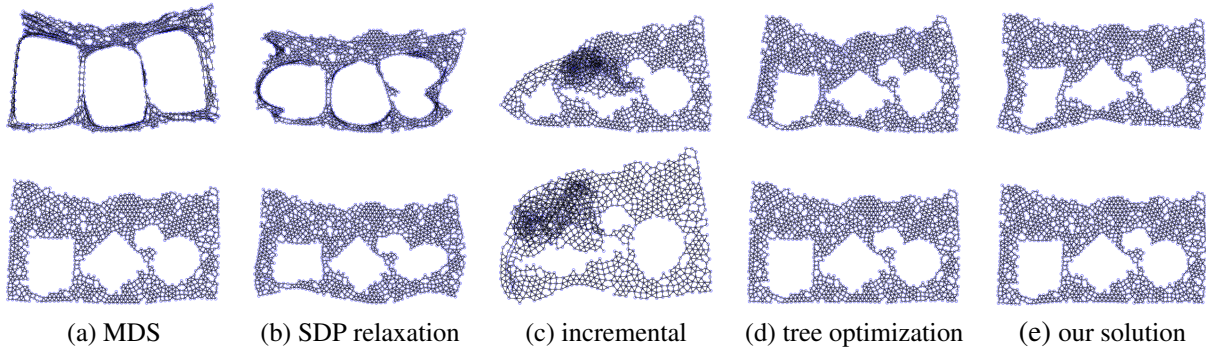 (a) MDS
(b) SDP relaxation
(c) incremental
(d) tree optimization
(e) our solution